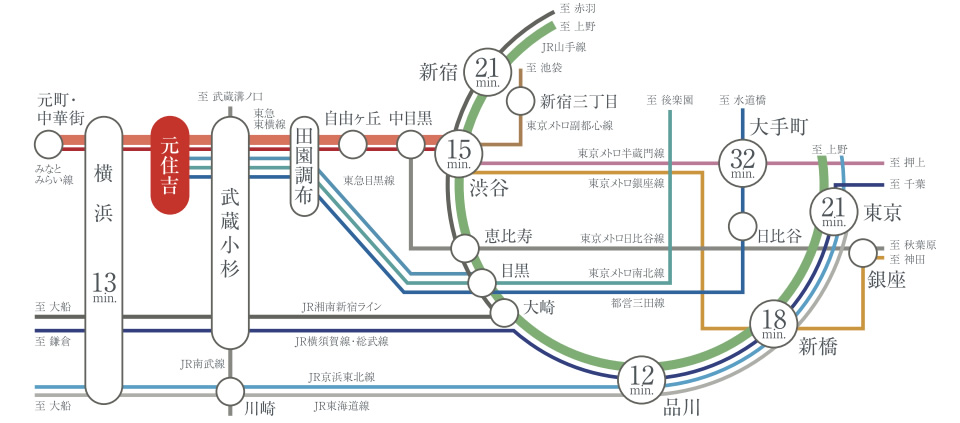 至 赤羽
至 上野
JR山手線
新宿
21
min.
至 池袋
新宿三丁目
東京メトロ副都心線
至 後楽園
至 水道橋
大手町
元町・
中華街
みなと
みらい線
至 武蔵溝ノ口
東急
東横線
自由ヶ丘
中目黒
元住吉
横浜
13
min.
武蔵小杉
田園調布
東急目黒線
15
min.
渋谷
東京メトロ半蔵門線
東京メトロ銀座線
32
min.
至 上野
至 押上
至 千葉
21
min.
東京
日比谷
恵比寿
東京メトロ日比谷線
至 秋葉原
至 神田
銀座
目黒
東京メトロ南北線
都営三田線
大崎
至 大船
JR湘南新宿ライン
至 鎌倉
JR横須賀線・総武線
18
min.
新橋
JR南武線
JR京浜東北線
12
min.
品川
至 大船
川崎
JR東海道線